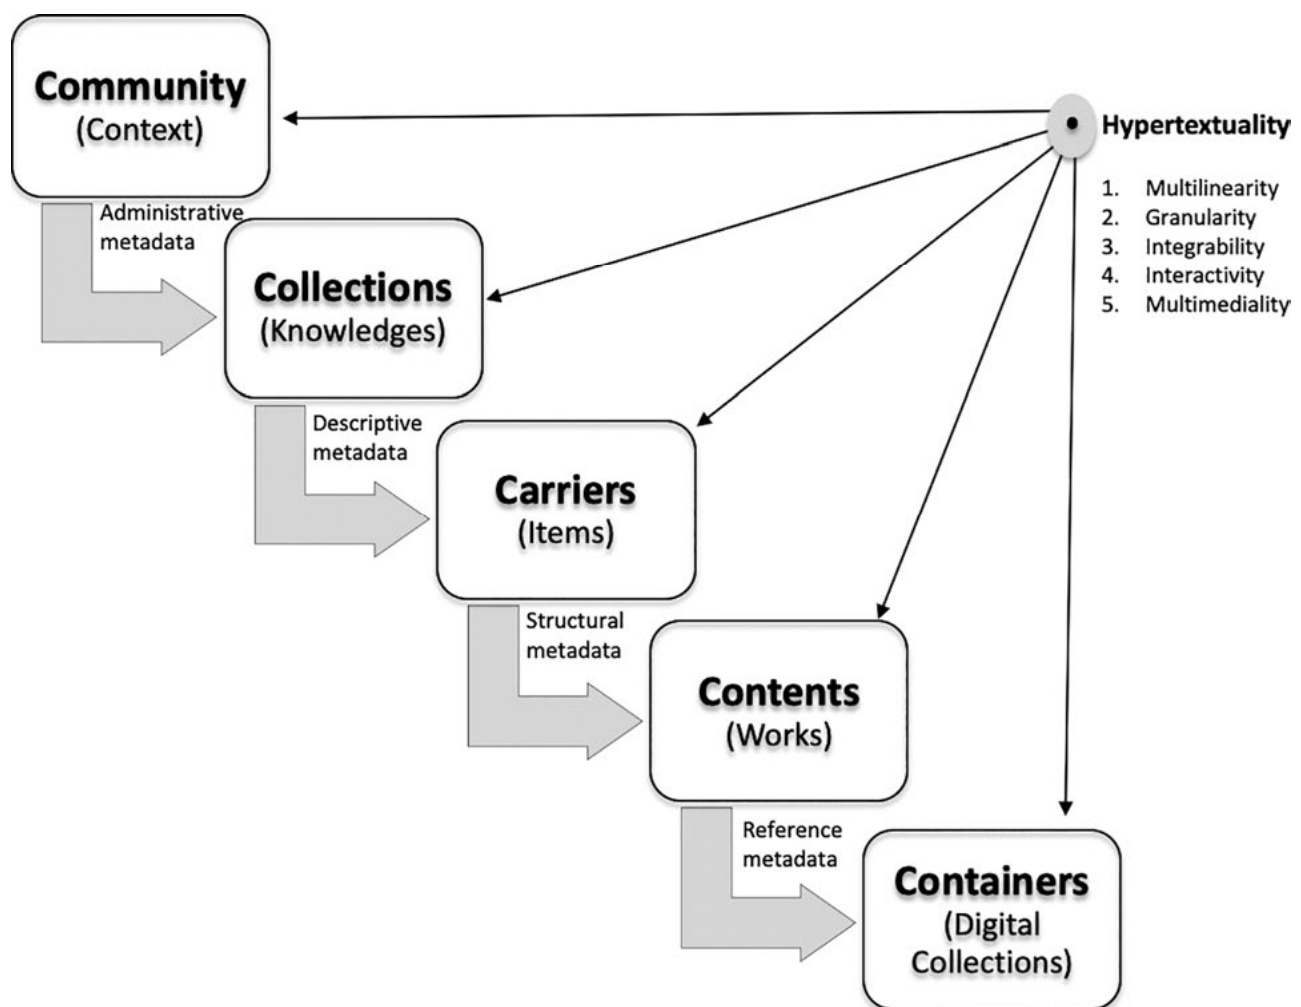 Community
(Context)
Hypertextuality
1. Multilinearity
2. Granularity
3. Integrability
4. Interactivity
5. Multimediality
Administrative
metadata
Collections
(Knowledges)
Descriptive
metadata
Carriers
(Items)
Structural
metadata
Contents
(Works)
Reference
metadata
Containers
(Digital
Collections)